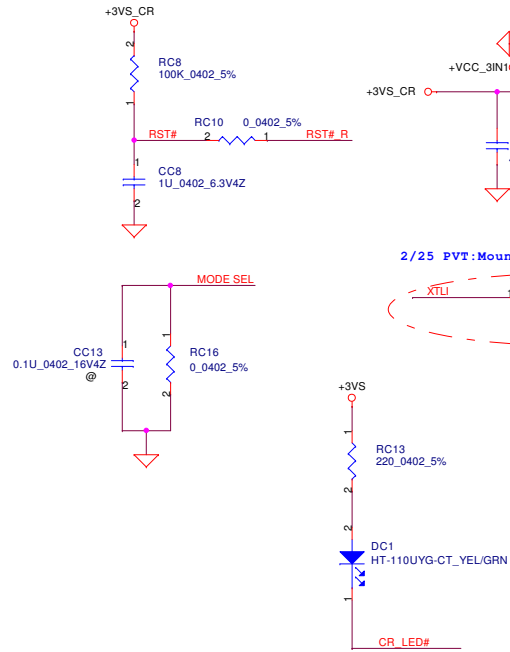 +3VS_CR
2
RC8
100K_0402_5%
1
RST#
RC10
0_0402_5%
2
1
RST#_R
1
CC8
1U_0402_6.3V4Z
2
+VCC_3IN1
+3VS_CR
2/25 PVT:Moun
XTLI
1
MODE SEL
1
CC13
0.1U_0402_16V4Z
@
2
1
RC16
0_0402_5%
2
+3VS
1
RC13
220_0402_5%
2
2
DC1
HT-110UYG-CT_YEL/GRN
1
CR_LED#